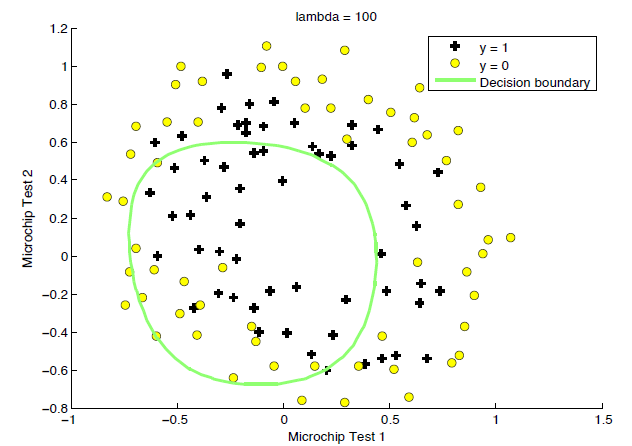 lambda = 100
y = 1
y = 0
Decision boundary
1.2
1
0.8
0.6
0.4
0.2
0
−0.2
−0.4
−0.6
−0.8
Microchip Test 2
−1
−0.5
0
0.5
1
1.5
Microchip Test 1